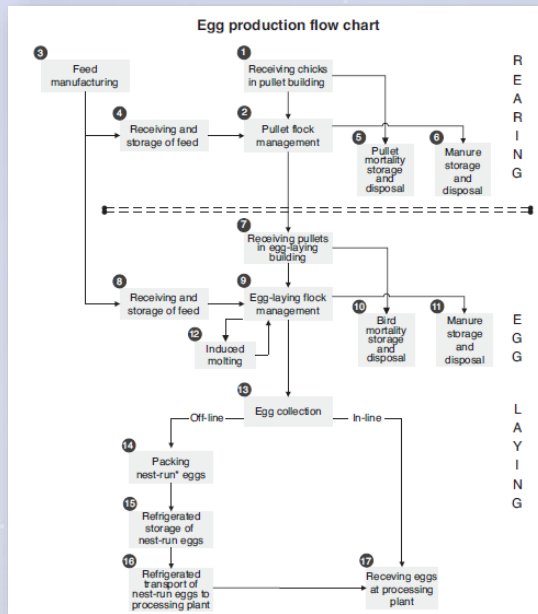 Egg production flow chart
3
Feed
manufacturing
1
Receiving chicks
in pullet building
4
Receiving and
storage of feed
2
Pullet flock
management
5
Pullet
mortality
storage
and
disposal
6
Manure
storage
and
disposal
R
E
A
R
I
N
G
7
Receiving pullets
in egg-laying
building
8
Receiving and
storage of feed
9
Egg-laying flock
management
10
Bird
mortality
storage
and
disposal
11
Manure
storage
and
disposal
12
Induced
molting
E
G
G
13
Egg collection
Off-line
In-line
L
A
Y
I
N
G
14
Packing
nest-run* eggs
15
Refrigerated
storage of
nest-run eggs
16
Refrigerated
transport of
nest-run eggs to
processing plant
17
Receving eggs
at processing
plant